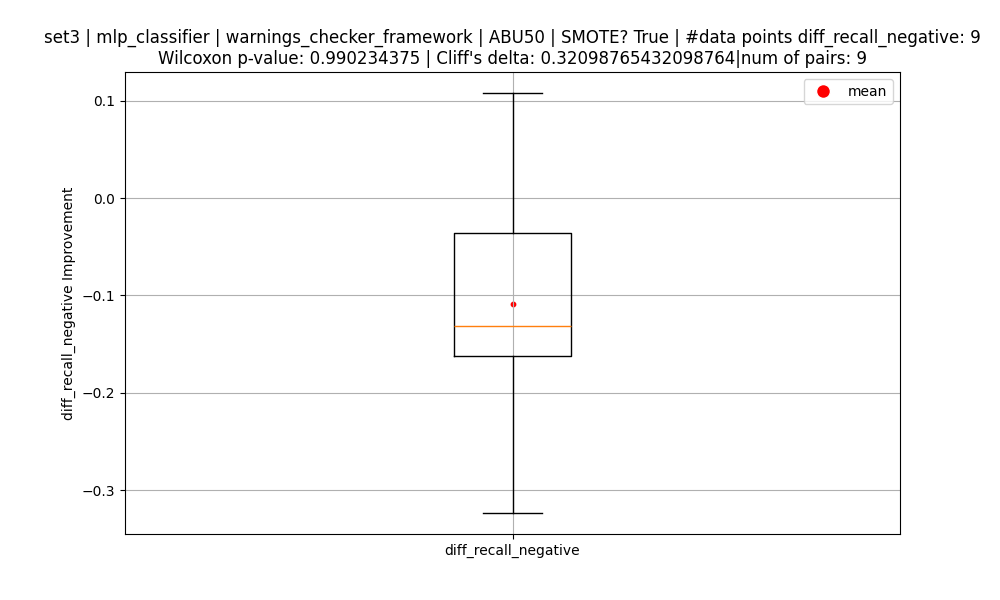 set3 | mlp_classifier | warnings_checker_framework | ABU50 | SMOTE? True | #data points diff_recall_negative: 9
Wilcoxon p-value: 0.990234375 | Cliff's delta: 0.32098765432098764|num of pairs: 9
mean
0.1
0.0
−0.1
−0.2
−0.3
diff_recall_negative Improvement
diff_recall_negative